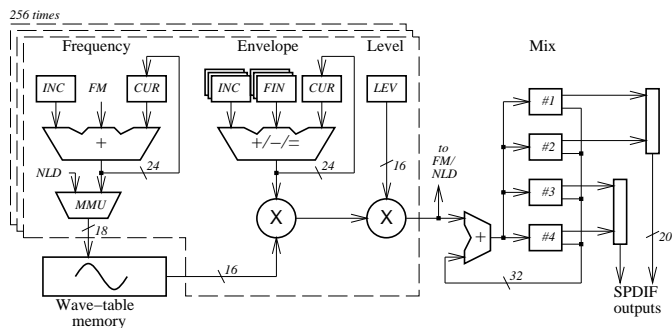 256 times
Frequency
Envelope
Level
Mix
INC
FM
CUR
INC
FIN
CUR
LEV
#1
#2
#3
#4
+
+/−/=
to
FM/
NLD
24
24
16
NLD
MMU
X
X
+
18
16
32
20
Wave−table
memory
SPDIF
outputs